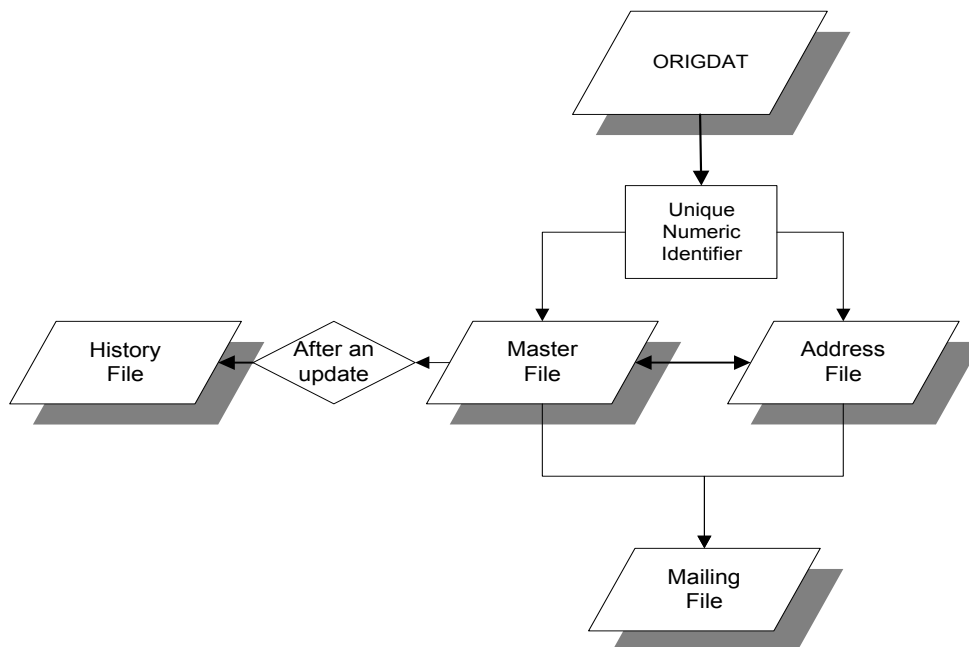 ORIGDAT
Unique
Numeric
Identifier
History
File
After an
update
Master
File
Address
File
Mailing
File